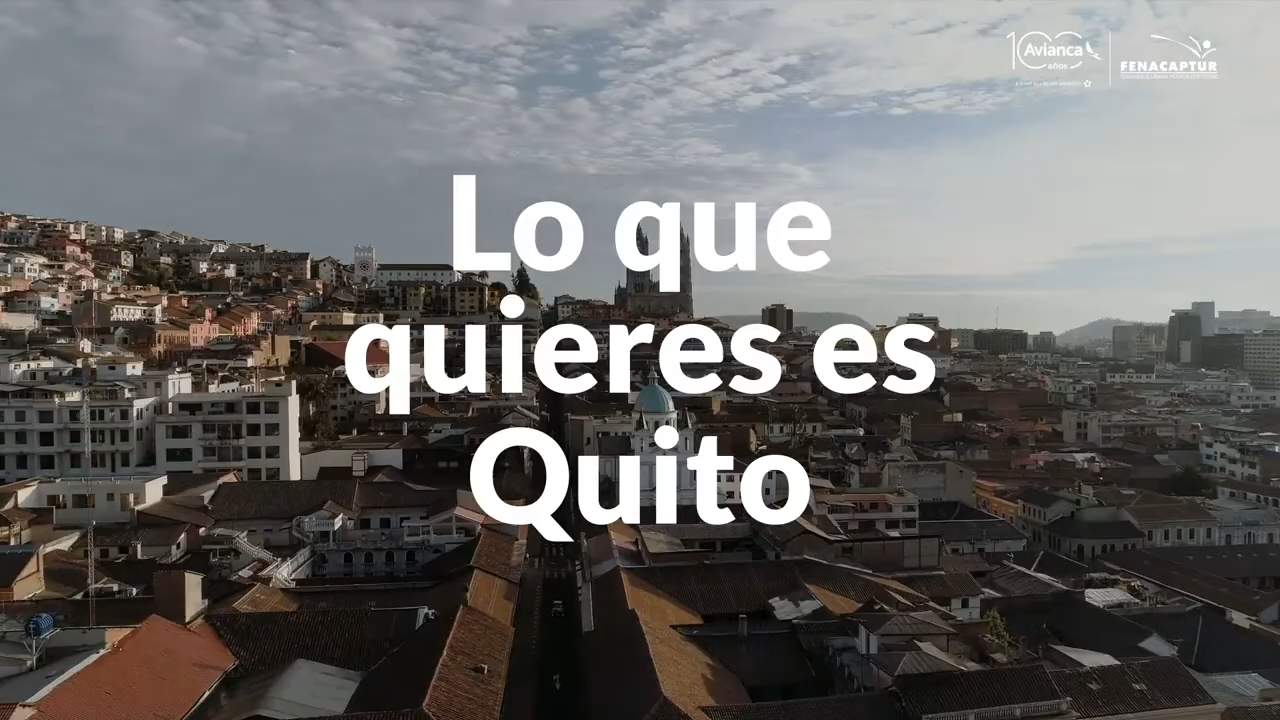 100 Avianca
años
FENACAPTUR
Lo que
quieres es
Quito